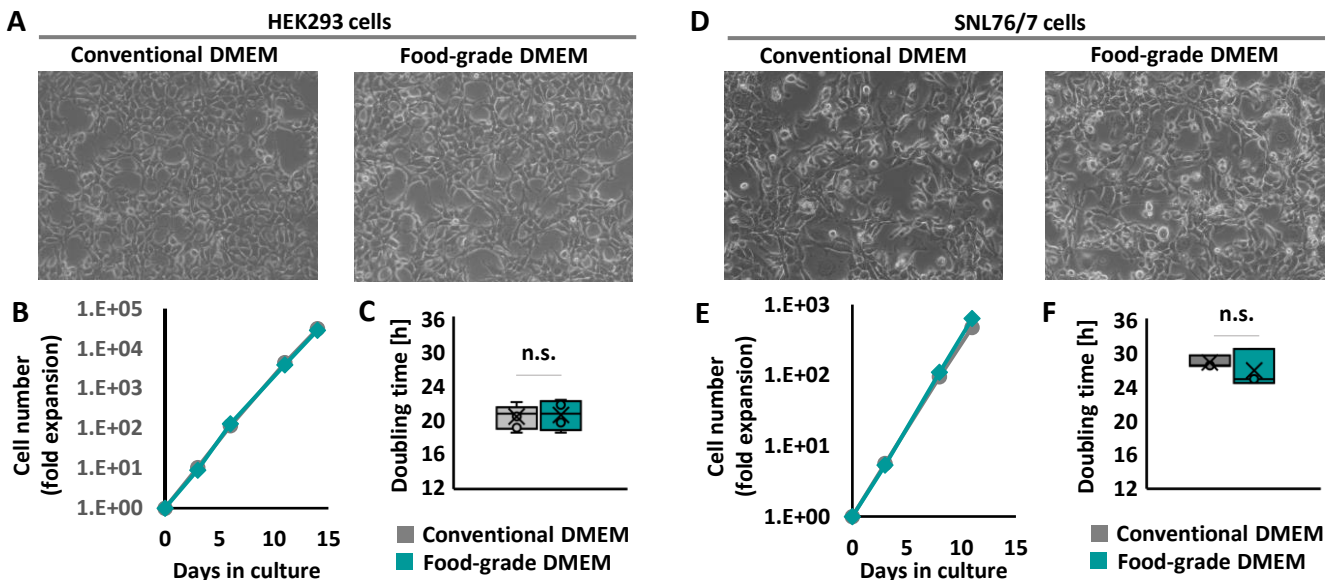 A
HEK293 cells
Conventional DMEM
Food-grade DMEM
B
Cell number
(fold expansion)
1.E+05
1.E+04
1.E+03
1.E+02
1.E+01
1.E+00
0
5
10
15
Days in culture
C
Doubling time [h]
36
30
24
20
16
12
n.s.
Conventional DMEM
Food-grade DMEM
D
SNL76/7 cells
Conventional DMEM
Food-grade DMEM
E
Cell number
(fold expansion)
1.E+03
1.E+02
1.E+01
1.E+00
0
5
10
15
Days in culture
F
Doubling time [h]
36
30
24
20
16
12
n.s.
Conventional DMEM
Food-grade DMEM